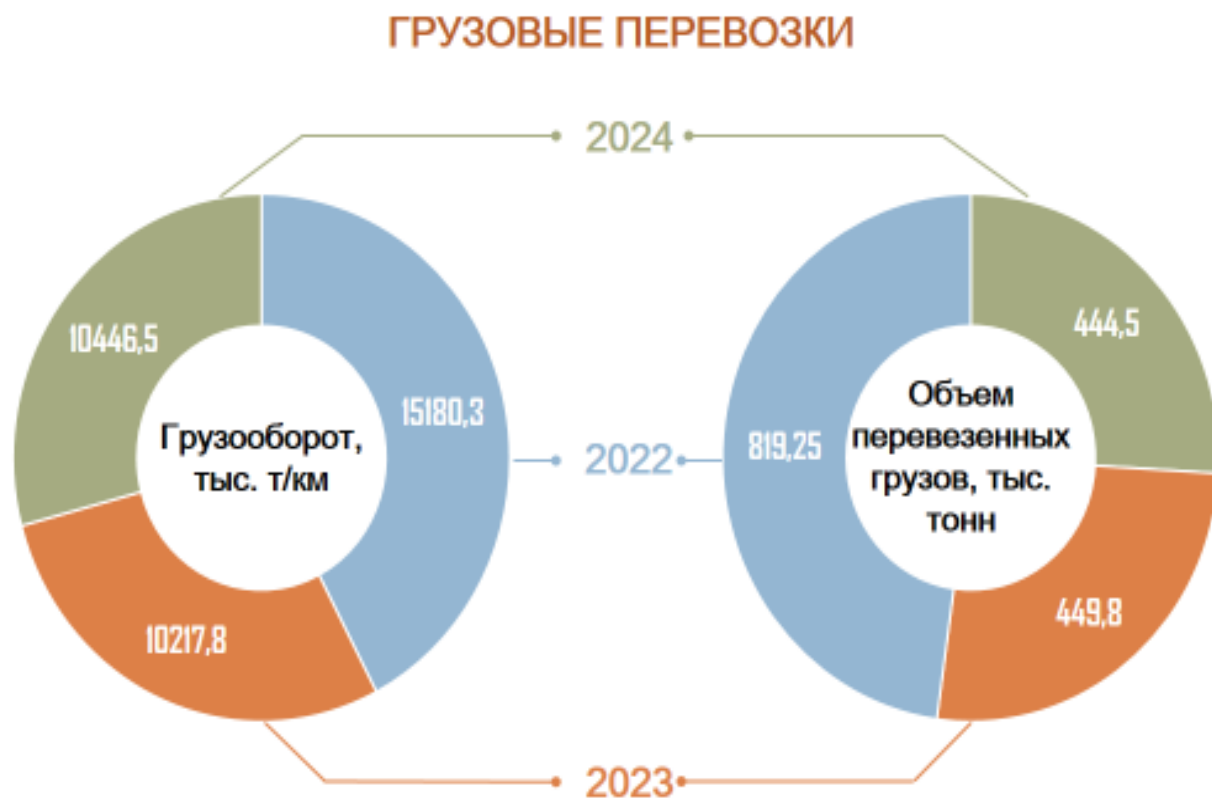 ГРУЗОВЫЕ ПЕРЕВОЗКИ
2024
10446,5
15180,3
10217,8
Грузооборот,
тыс. т/км
2022
444,5
819,25
449,8
Объем
перевезенных
грузов, тыс.
тонн
2023